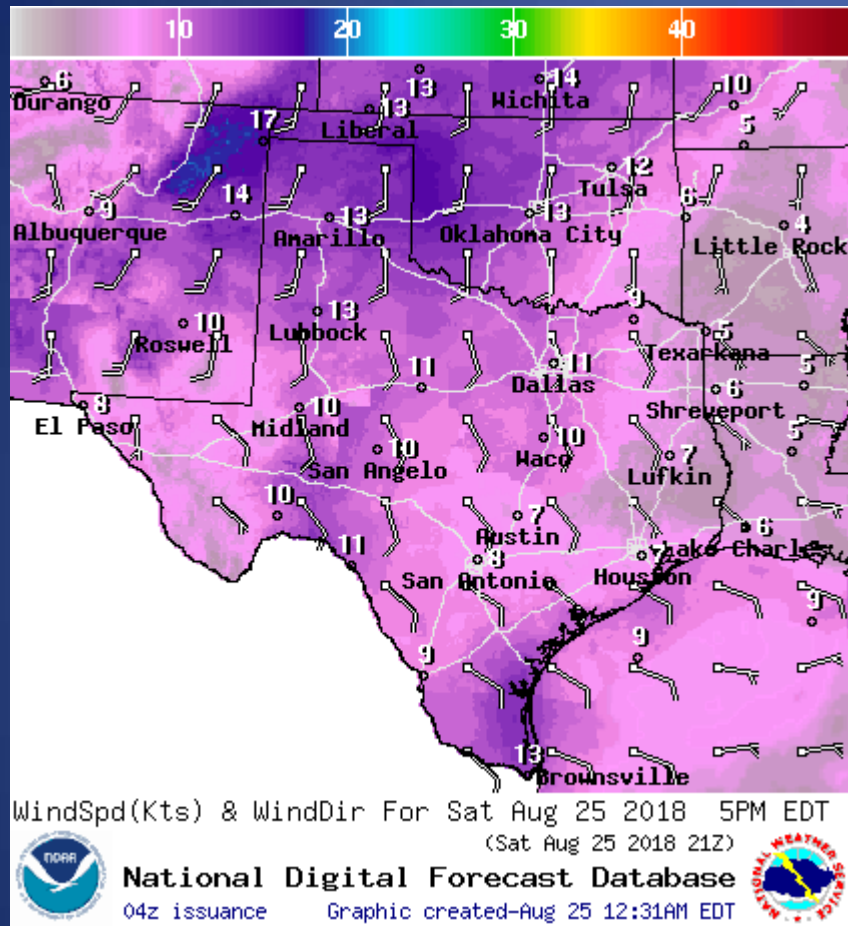 10 20 30 40
6 13 14 10
Durango 13 Wichita
17 Liberal 5
12
Tulsa
9 14 13 13 6 4
Albuquerque Amarillo Oklahoma City Little Rock
10 13 9
Roswell Lubbock 5
Texarkana
11 11
Dallas 6 5
8 10 Shreveport
El Paso Midland 10 10 5
San Angelo Waco 7
Lufkin
10 7 6
Austin Lake Charles
11 8 7
San Antonio Houston
9
9 9
13
Brownsville
WindSpd(Kts) & WindDir For Sat Aug 25 2018 5PM EDT
(Sat Aug 25 2018 21Z)
National Digital Forecast Database
04z issuance Graphic created-Aug 25 12:31AM EDT
NOAA
NATIONAL WEATHER SERVICE